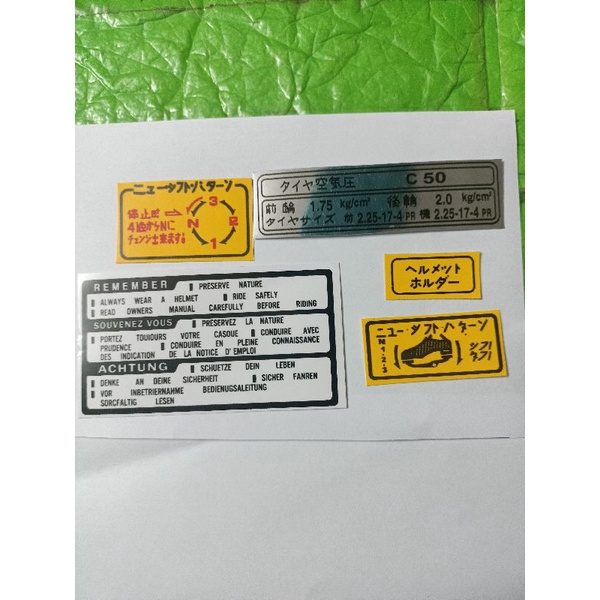 ニューシフト・パターン
停止時
4速からNに
チェンジ出来ます!
3
N
2
1
タイヤ空気圧 C 50
前輪 1.75 kg/cm² 後輪 2.0 kg/cm²
タイヤサイズ 前 2.25-17-4 PR 機 2.25-17-4 PR
REMEMBER ▮ PRESERVE NATURE
▮ ALWAYS WEAR A HELMET ▮ RIDE SAFELY
▮ READ OWNERS MANUAL CAREFULLY BEFORE RIDING
SOUVENEZ VOUS ▮ PRESERVEZ LA NATURE
▮ PORTEZ TOUJOURS VOTRE CASQUE ▮ CONDUIRE AVEC
PRUDENCE ▮ CONDUIRE EN PLEINE CONNAISSANCE
DES INDICATION DE LA NOTICE D'EMPLOI
ACHTUNG ▮ SCHUETZE DEIN LEBEN
▮ DENKE AN DEINE SICHERHEIT ▮ SICHER FAHREN
▮ VOR INBETRIERNAHME BEDIENUGSALEITUNG
SORCFALTIG LESEN
ヘルメット
ホルダー
ニュー・シフト・パターン
N・1・2・3